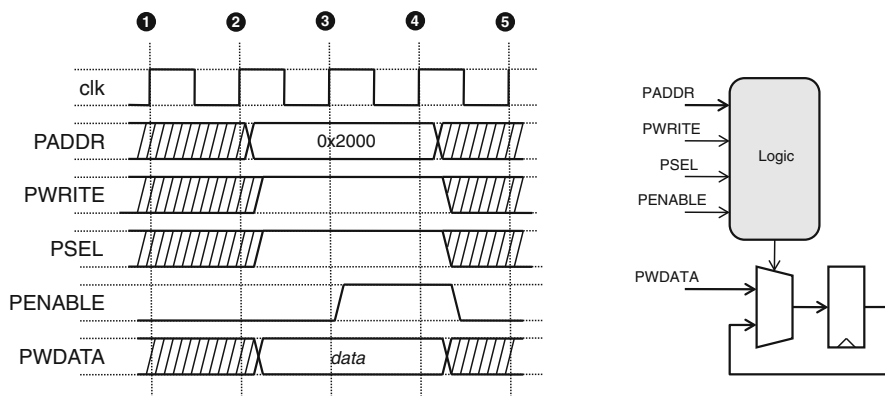 1 2 3 4 5
clk
PADDR 0x2000
PWRITE
PSEL
PENABLE
PWDATA data
PADDR
PWRITE
PSEL
PENABLE
Logic
PWDATA